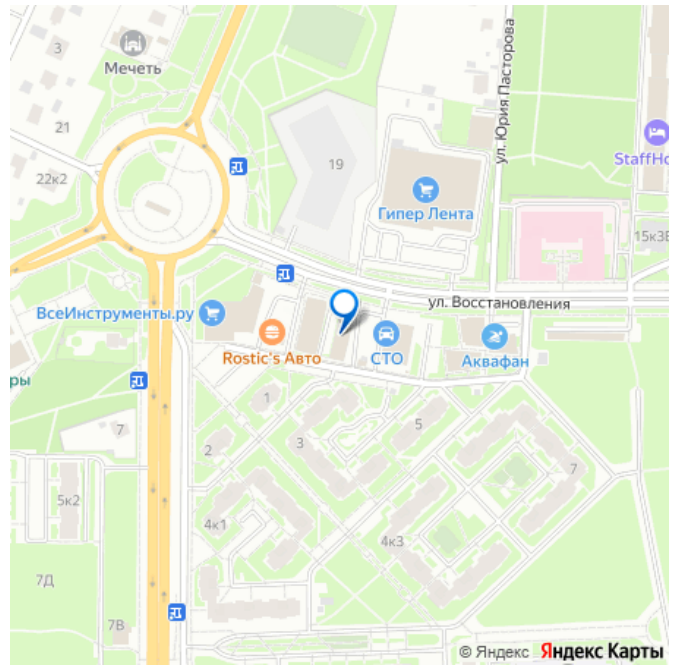 3
Мечеть
21
22к2
19
Гипер Лента
ул. Юрия Пасторова
StaffHo
15к3Е
ул. Восстановления
ВсеИнструменты.ру
Rostic's Авто
СТО
Аквафан
ры
7
1
2
3
5
7
5к2
4к1
4к3
7Д
7В
© Яндекс Яндекс Карты